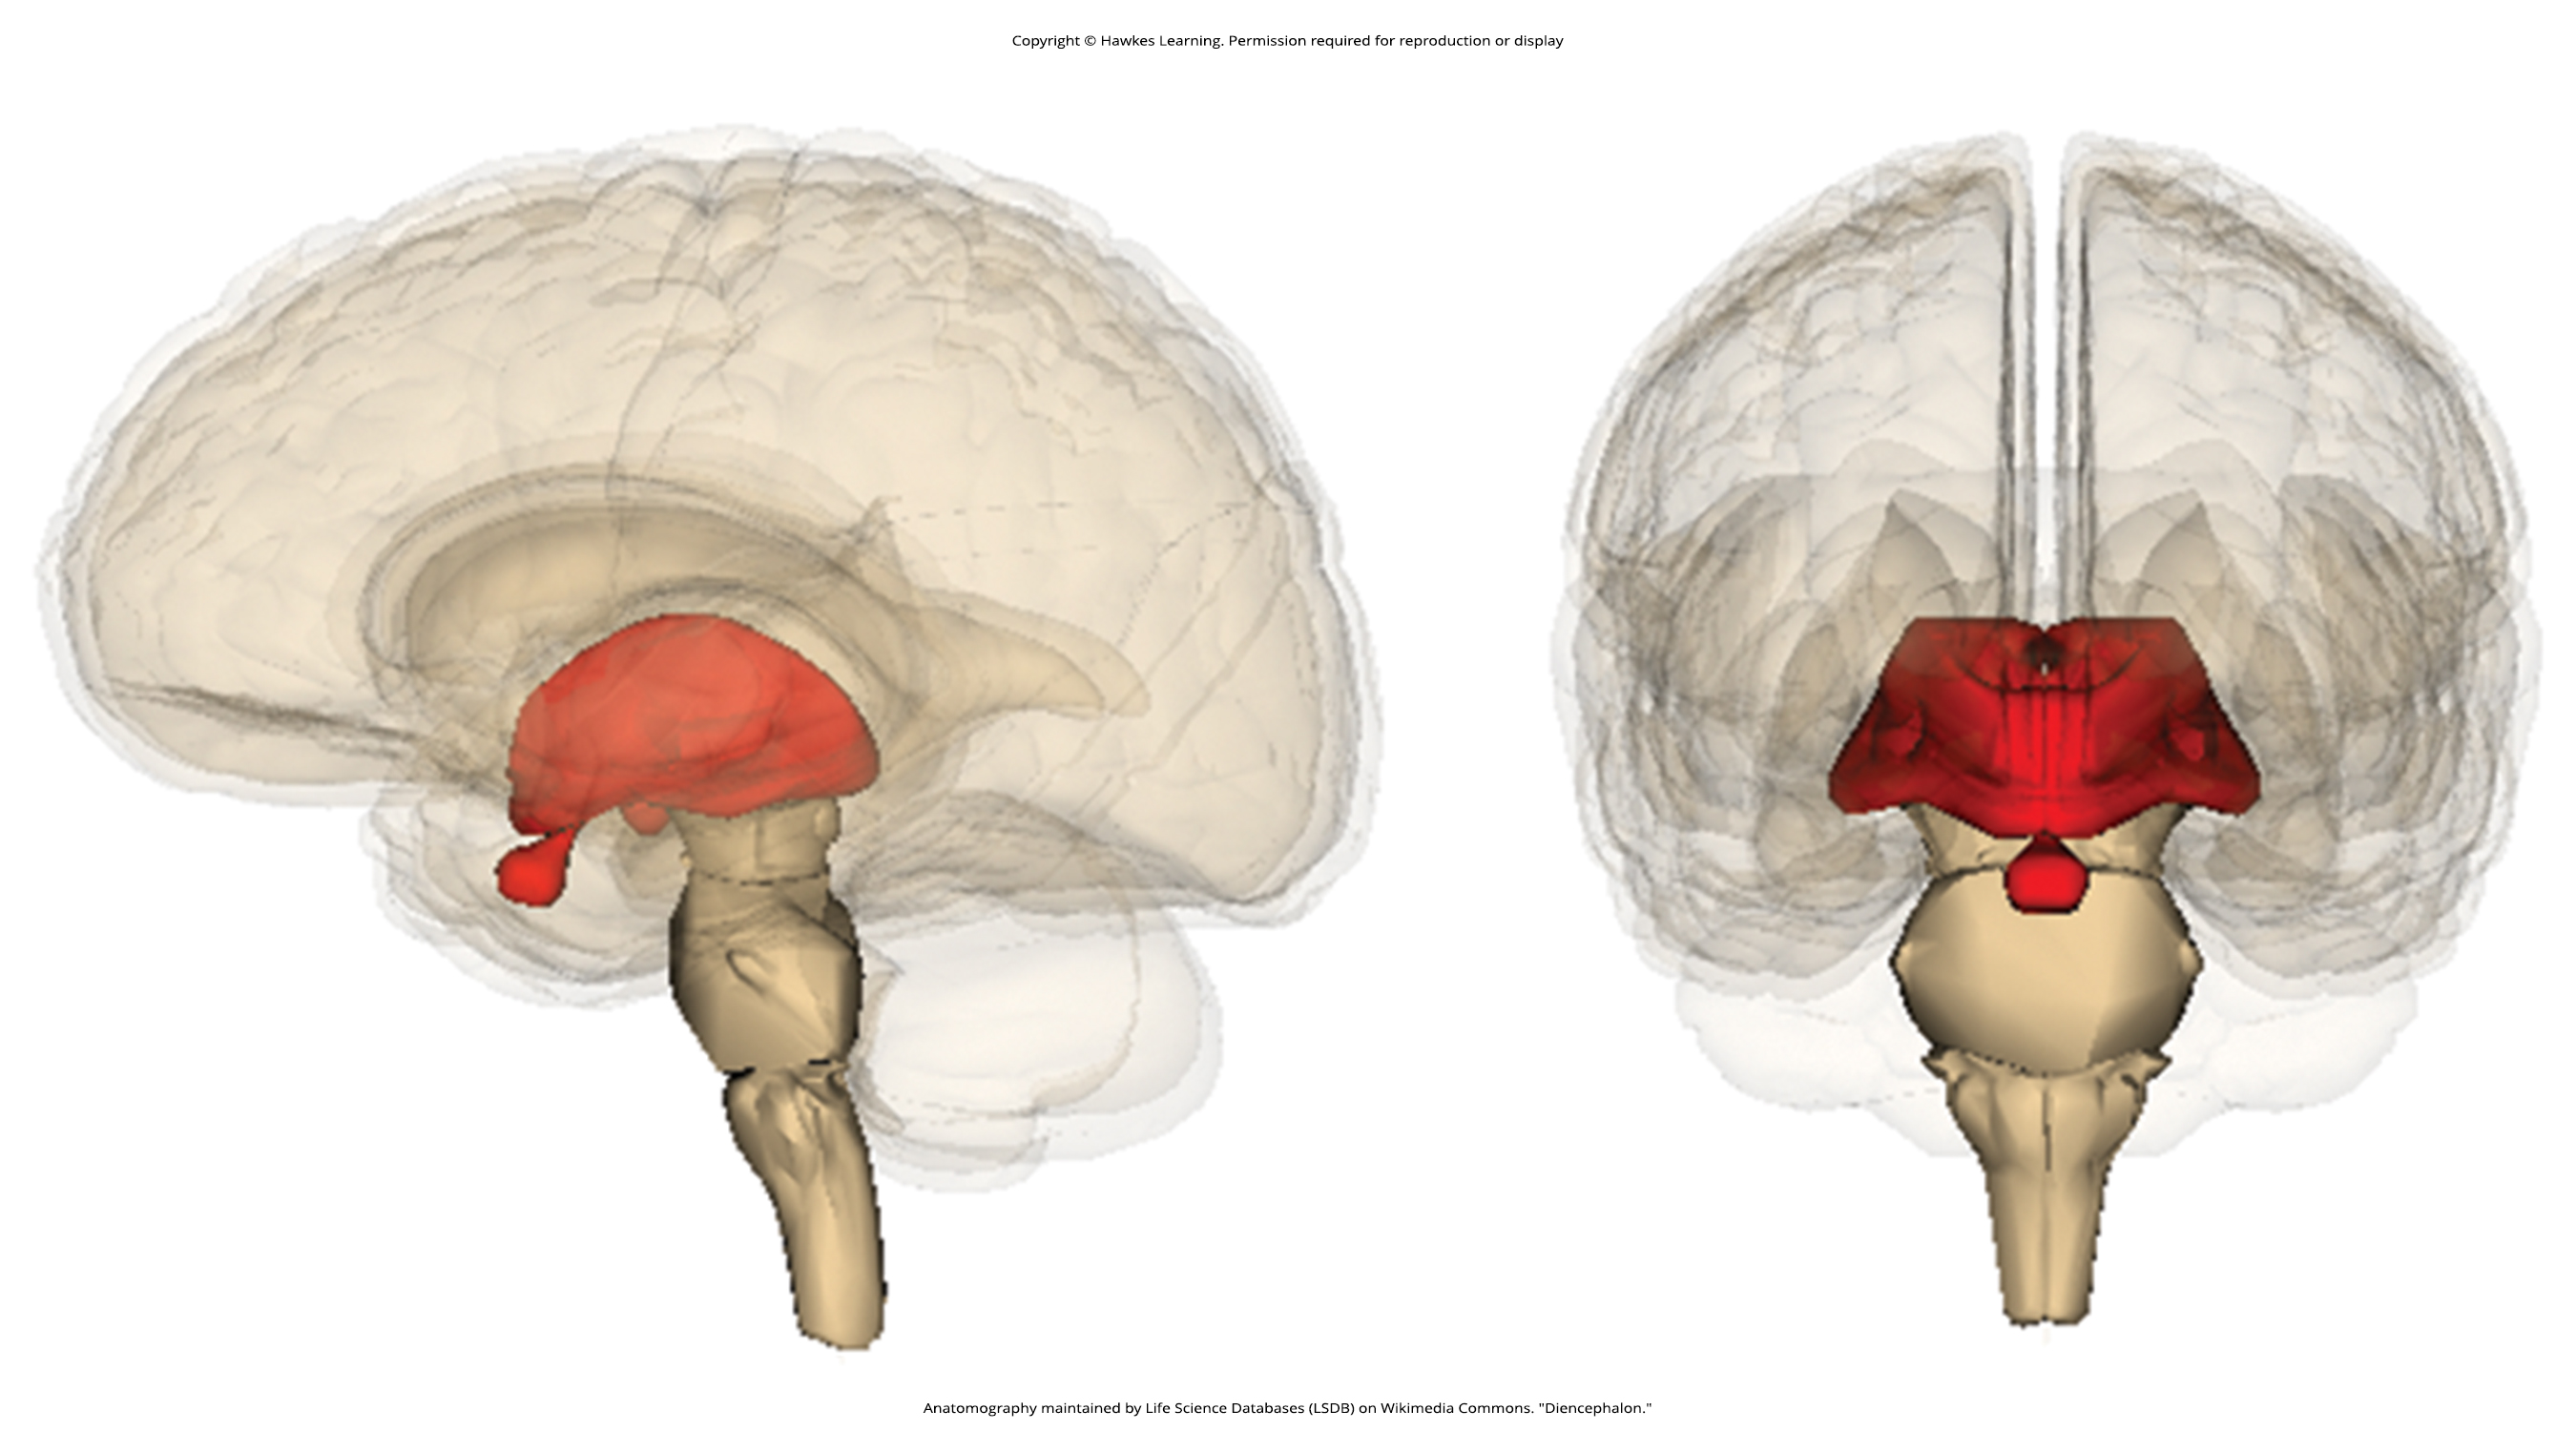 Copyright © Hawkes Learning. Permission required for reproduction or display
Anatomography maintained by Life Science Databases (LSDB) on Wikimedia Commons. "Diencephalon."